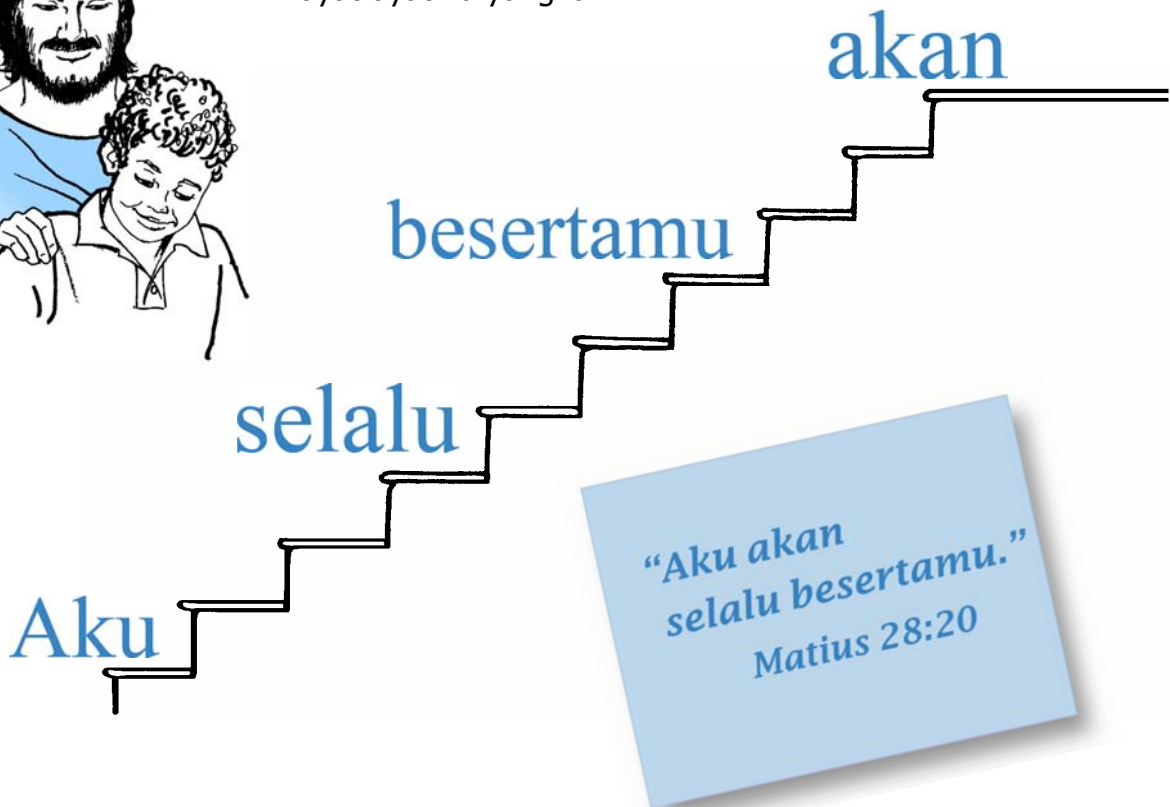 akan
besertamu
selalu
Aku
“Aku akan
selalu besertamu.”
Matius 28:20